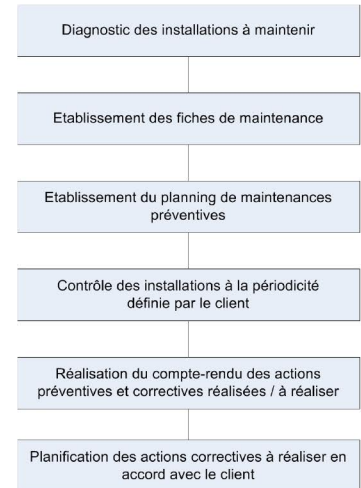 Diagnostic des installations à maintenir
Etablissement des fiches de maintenance
Etablissement du planning de maintenances
préventives
Contrôle des installations à la périodicité
définie par le client
Réalisation du compte-rendu des actions
préventives et correctives réalisées / à réaliser
Planification des actions correctives à réaliser en
accord avec le client